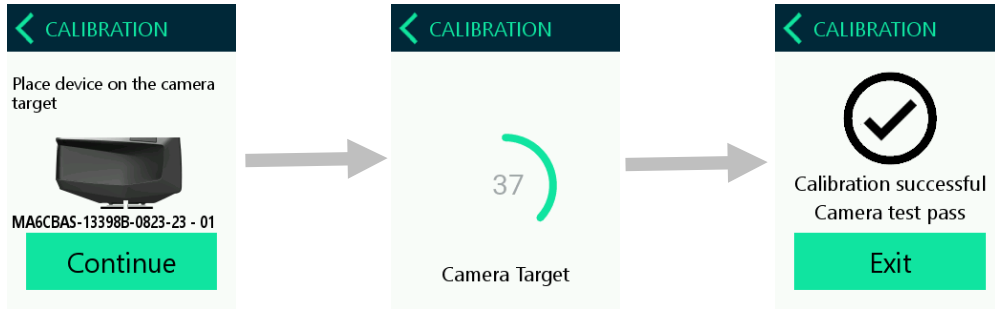 CALIBRATION
Place device on the camera
target
MA6CBAS-13398B-0823-23 - 01
Continue
CALIBRATION
37
Camera Target
CALIBRATION
Calibration successful
Camera test pass
Exit